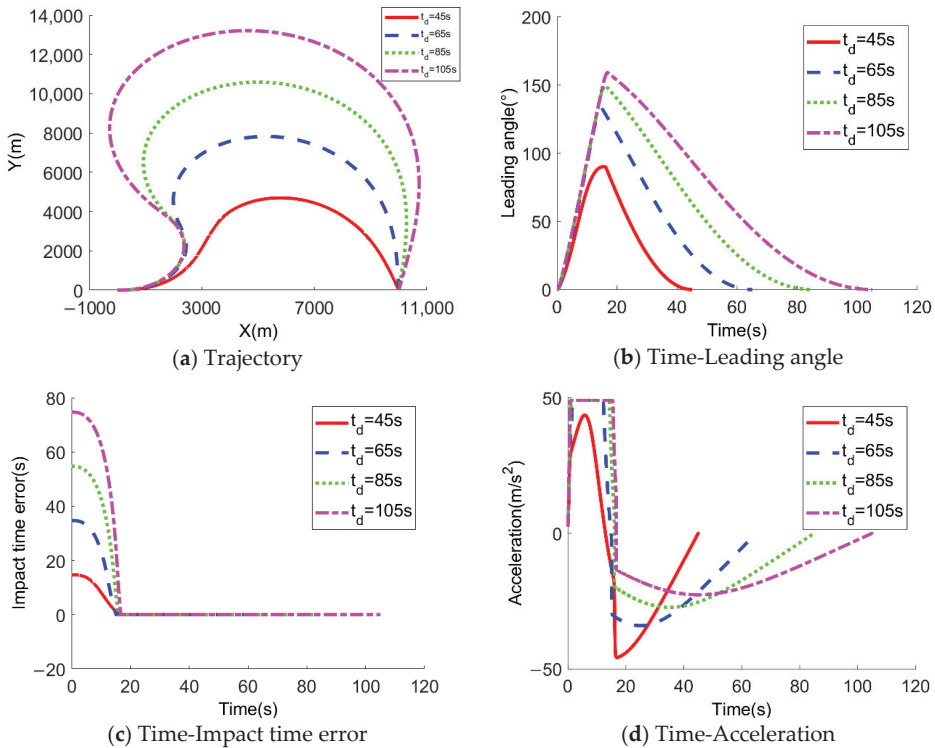 14,000
12,000
10,000
8000
6000
4000
2000
0
Y(m)
−1000
3000
7000
11,000
X(m)
t_d=45s
t_d=65s
t_d=85s
t_d=105s
(a) Trajectory
200
150
100
50
0
Leading angle(°)
0
20
40
60
80
100
120
Time(s)
t_d=45s
t_d=65s
t_d=85s
t_d=105s
(b) Time-Leading angle
80
60
40
20
0
−20
Impact time error(s)
0
20
40
60
80
100
120
Time(s)
t_d=45s
t_d=65s
t_d=85s
t_d=105s
(c) Time-Impact time error
50
0
−50
Acceleration(m/s²)
0
20
40
60
80
100
120
Time(s)
t_d=45s
t_d=65s
t_d=85s
t_d=105s
(d) Time-Acceleration